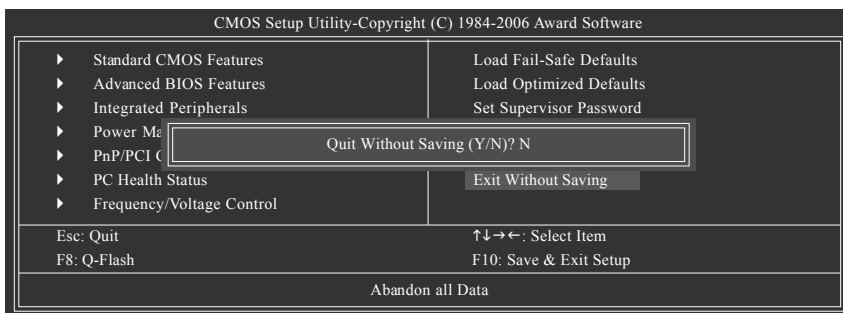 CMOS Setup Utility-Copyright (C) 1984-2006 Award Software
Standard CMOS Features
Load Fail-Safe Defaults
Advanced BIOS Features
Load Optimized Defaults
Integrated Peripherals
Set Supervisor Password
Power Ma
Quit Without Saving (Y/N)? N
PnP/PCI C
PC Health Status
Exit Without Saving
Frequency/Voltage Control
Esc: Quit
↑↓→←: Select Item
F8: Q-Flash
F10: Save & Exit Setup
Abandon all Data